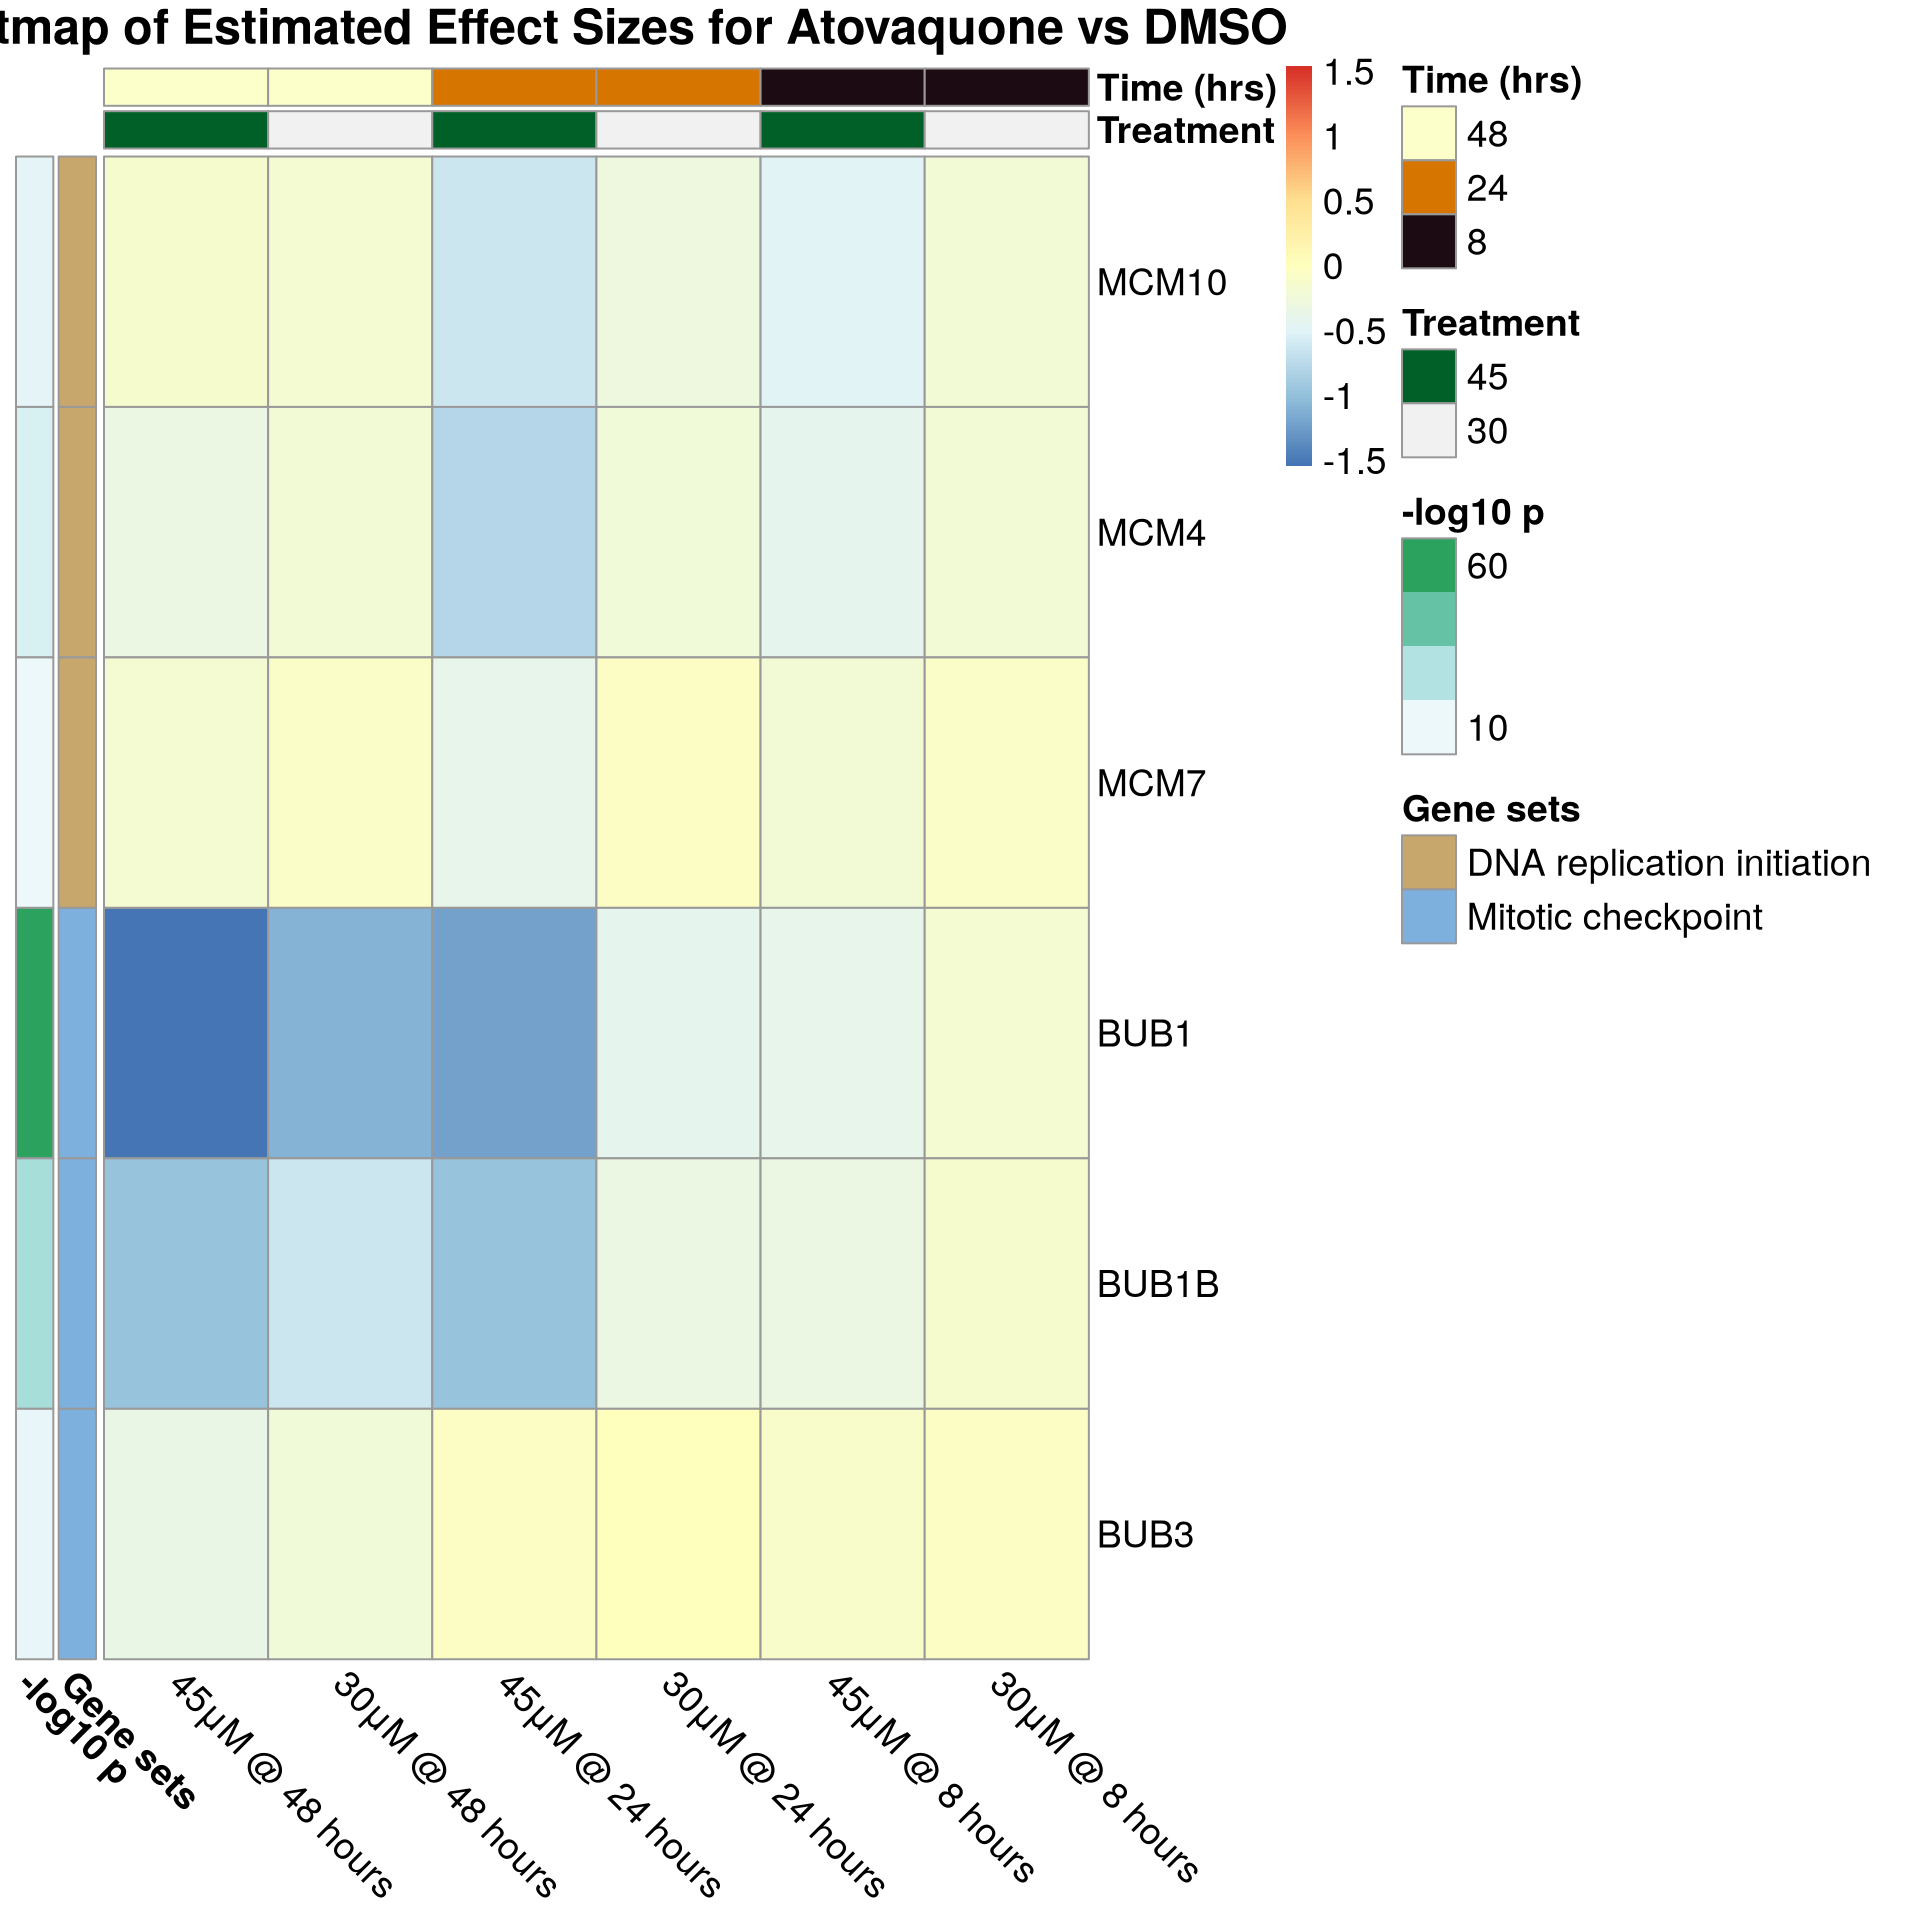 tmap of Estimated Effect Sizes for Atovaquone vs DMSO
Time (hrs)
Treatment
MCM10
MCM4
MCM7
BUB1
BUB1B
BUB3
1.5
1
0.5
0
-0.5
-1
-1.5
Time (hrs)
48
24
8
Treatment
45
30
-log10 p
60
10
Gene sets
DNA replication initiation
Mitotic checkpoint
-log10 p
Gene sets
45µM @ 48 hours
30µM @ 48 hours
45µM @ 24 hours
30µM @ 24 hours
45µM @ 8 hours
30µM @ 8 hours